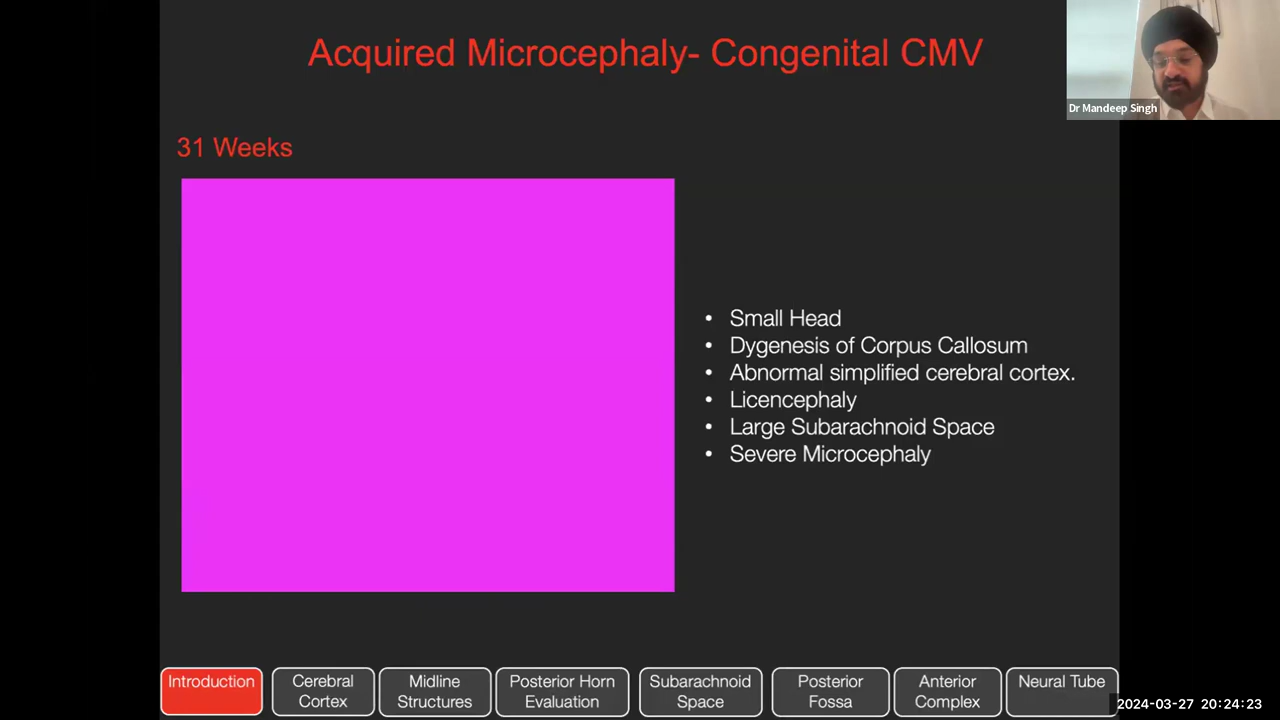 Acquired Microcephaly- Congenital CMV
Dr Mandeep Singh
31 Weeks
• Small Head
• Dygenesis of Corpus Callosum
• Abnormal simplified cerebral cortex.
• Licencephaly
• Large Subarachnoid Space
• Severe Microcephaly
Introduction
Cerebral
Cortex
Midline
Structures
Posterior Horn
Evaluation
Subarachnoid
Space
Posterior
Fossa
Anterior
Complex
Neural Tube
2024-03-27 20:24:23